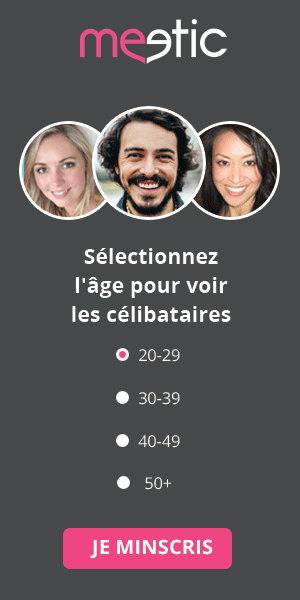 meetic
Sélectionnez
l'âge pour voir
les célibataires
20-29
30-39
40-49
50+
JE MINSCRIS